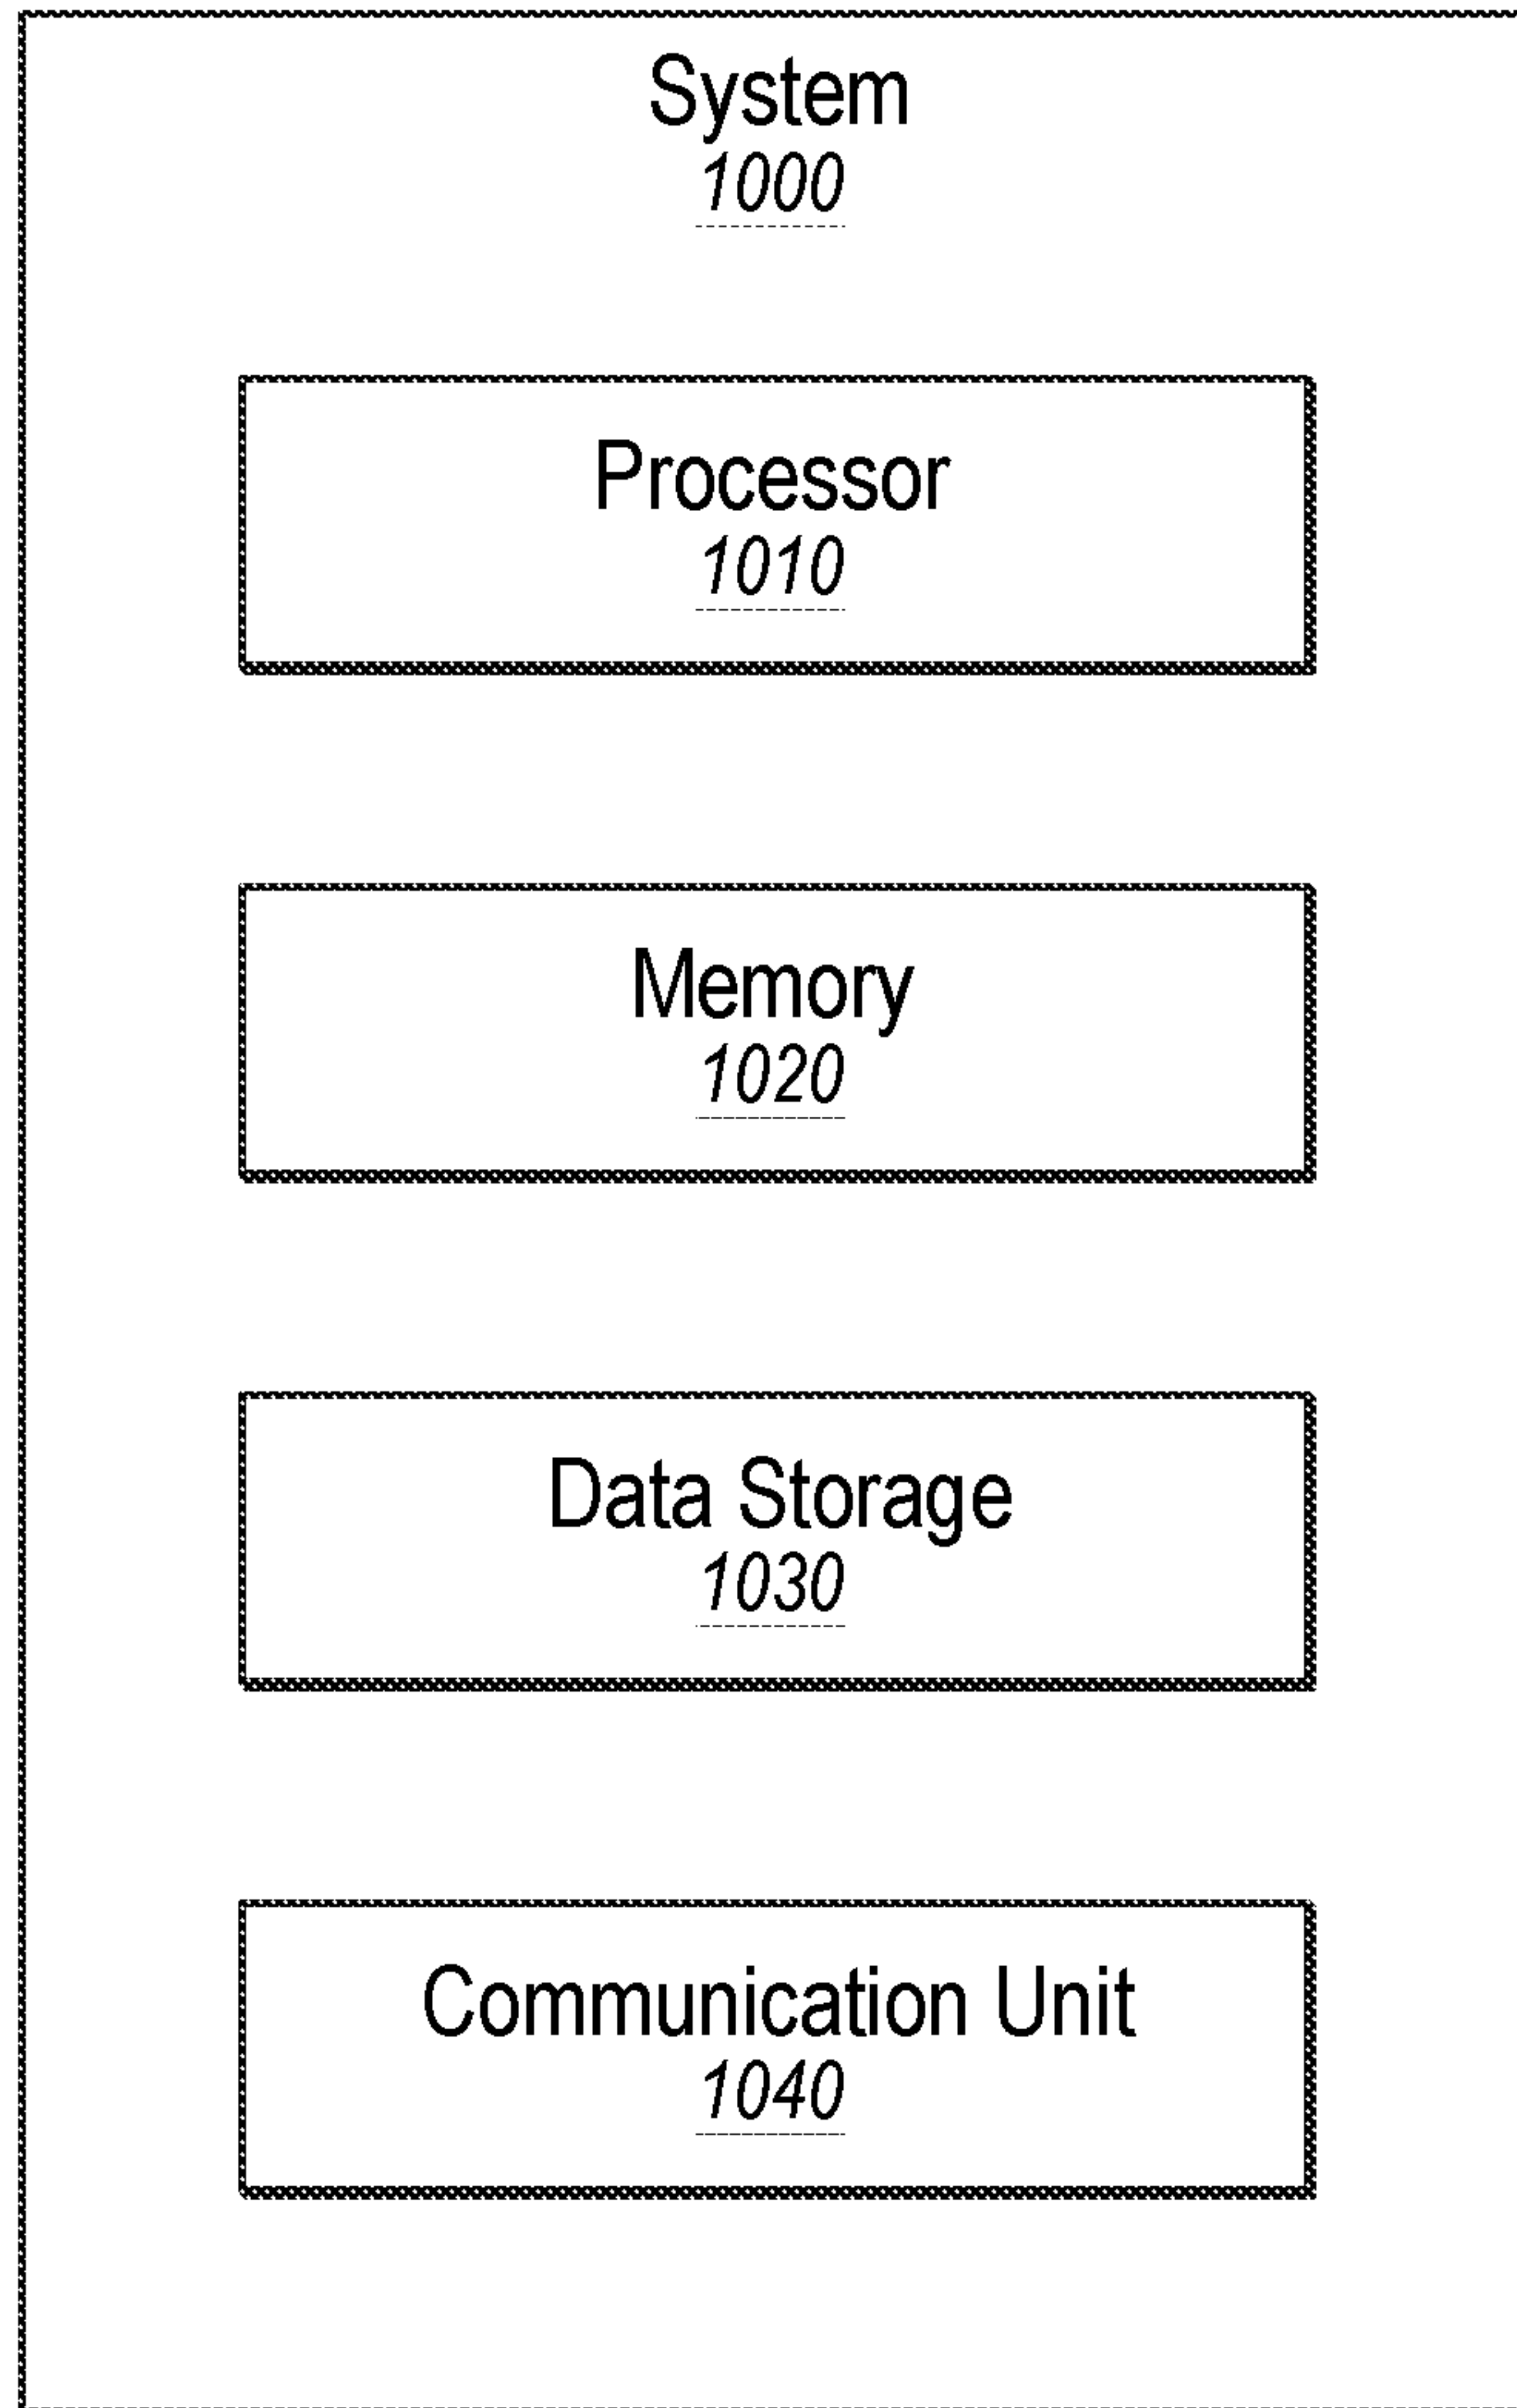 System
1000
Processor
1010
Memory
1020
Data Storage
1030
Communication Unit
1040